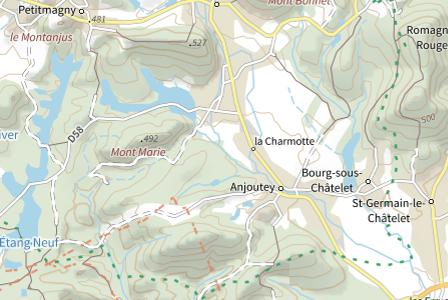 Mont Bonnet
Petitmagny
.481
le Montanjus
.527
Romagn
Rouge
500
D58
.492
Mont Marie
la Charmotte
Bourg-sous-
Châtelet
Anjoutey
St-Germain-le-
Châtelet
Étang Neuf